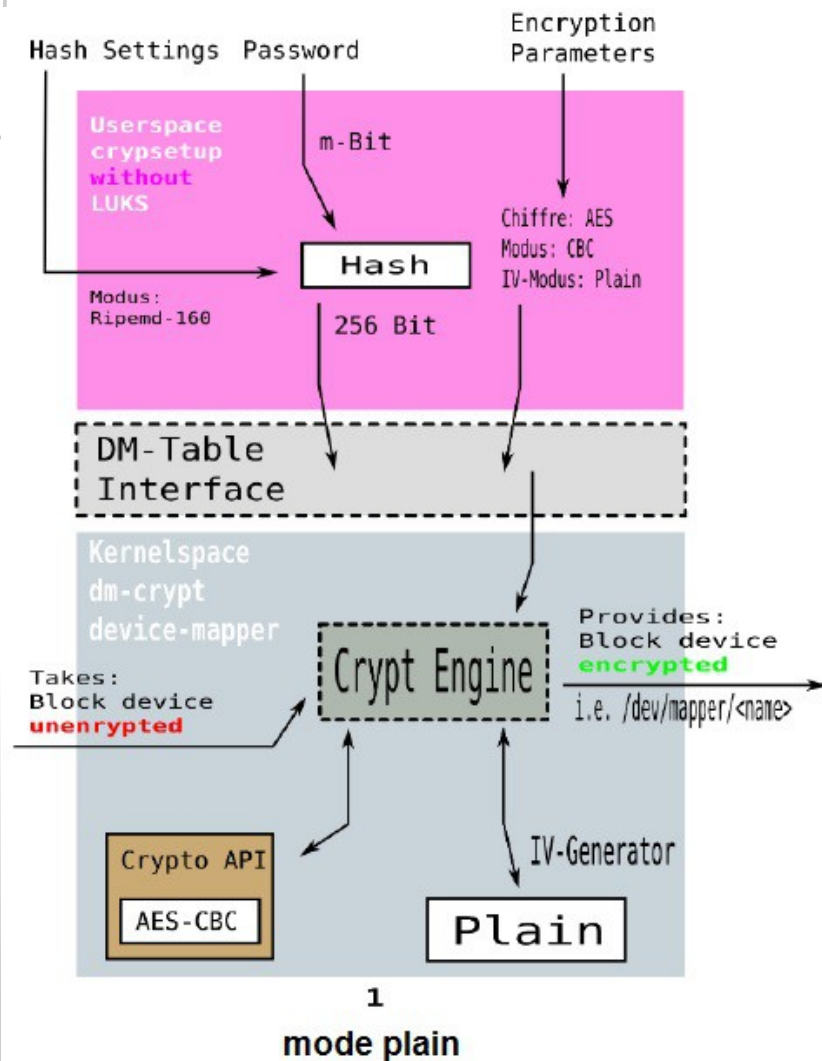 Hash Settings
Password
Encryption
Parameters
Userspace
crypsetup
without
LUKS
m-Bit
Chiffre: AES
Modus: CBC
IV-Modus: Plain
Hash
Modus:
Ripemd-160
256 Bit
DM-Table
Interface
Kernelspace
dm-crypt
device-mapper
Crypt Engine
Provides:
Block device
encrypted
i.e. /dev/mapper/<name>
Takes:
Block device
unenrypted
Crypto API
AES-CBC
IV-Generator
Plain
1
mode plain